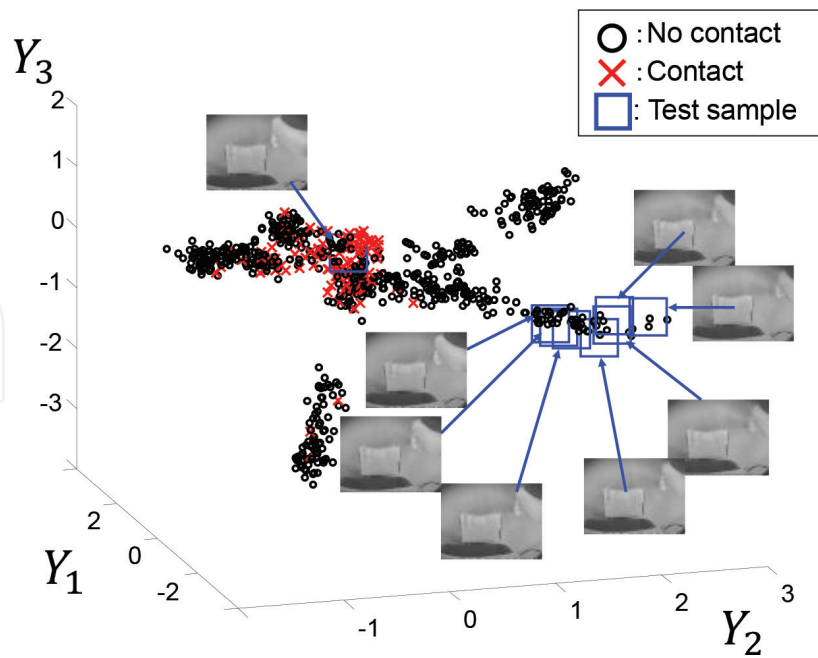 : No contact
: Contact
: Test sample
Y₃
2
1
0
-1
-2
-3
2
0
-2
Y₁
-1
0
1
2
3
Y₂